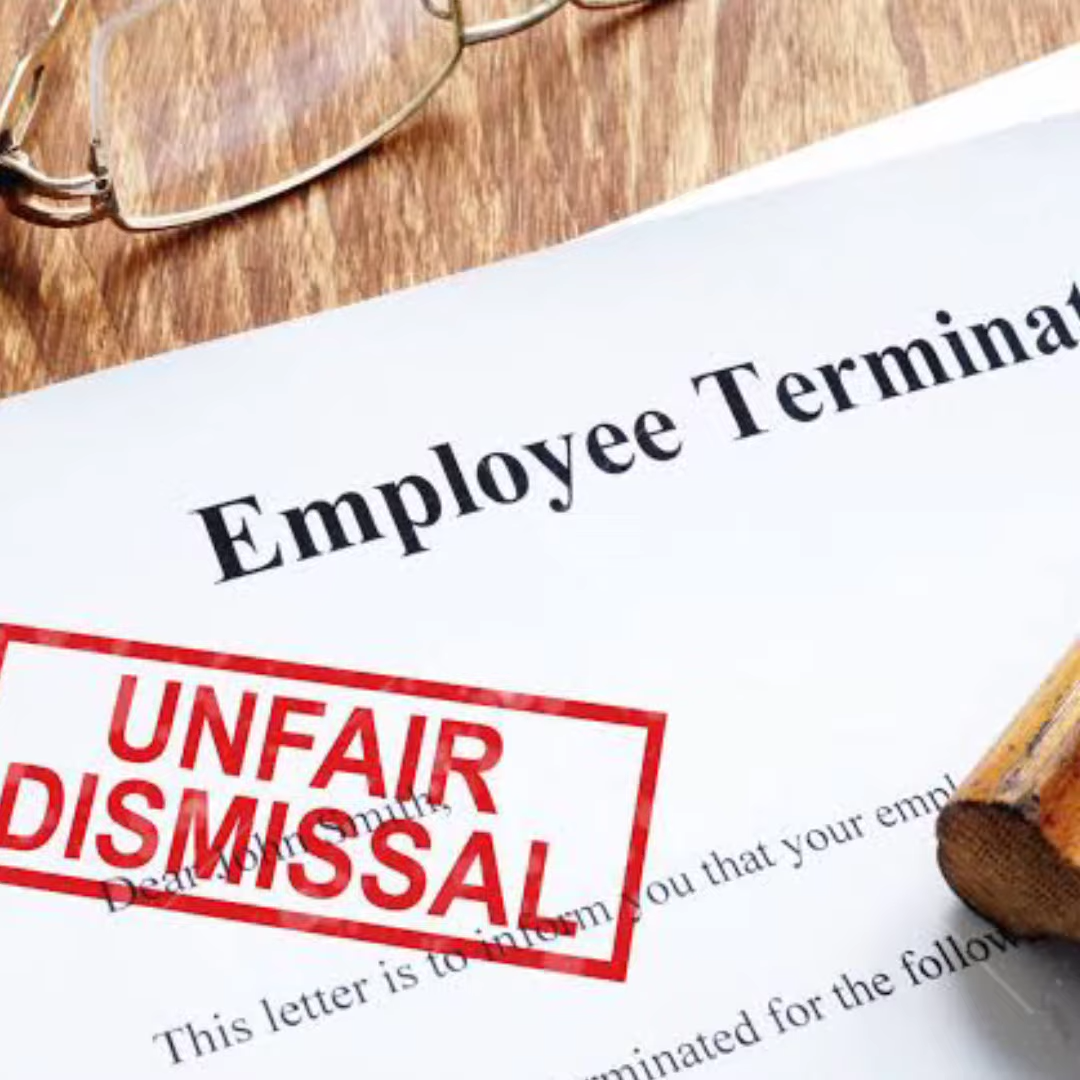 Employee Terminat
UNFAIR
DISMISSAL
Dear John Smith,
This letter is to inform you that your empl
rminated for the follow